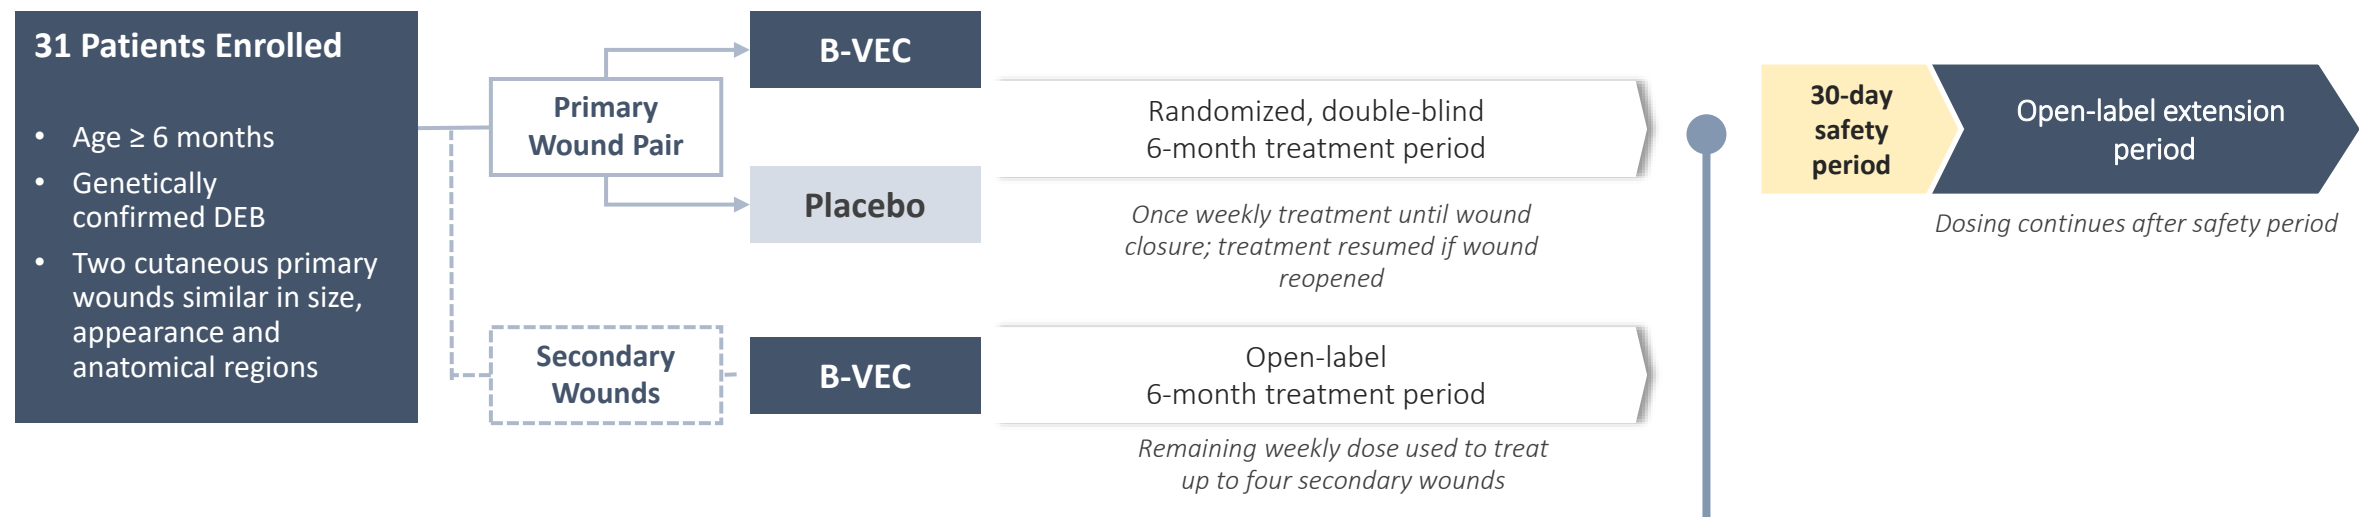 31 Patients Enrolled
• Age ≥ 6 months
• Genetically
confirmed DEB
• Two cutaneous primary
wounds similar in size,
appearance and
anatomical regions
Primary
Wound Pair
B-VEC
Placebo
Randomized, double-blind
6-month treatment period
Once weekly treatment until wound
closure; treatment resumed if wound
reopened
Secondary
Wounds
B-VEC
Open-label
6-month treatment period
Remaining weekly dose used to treat
up to four secondary wounds
30-day
safety
period
Open-label extension
period
Dosing continues after safety period